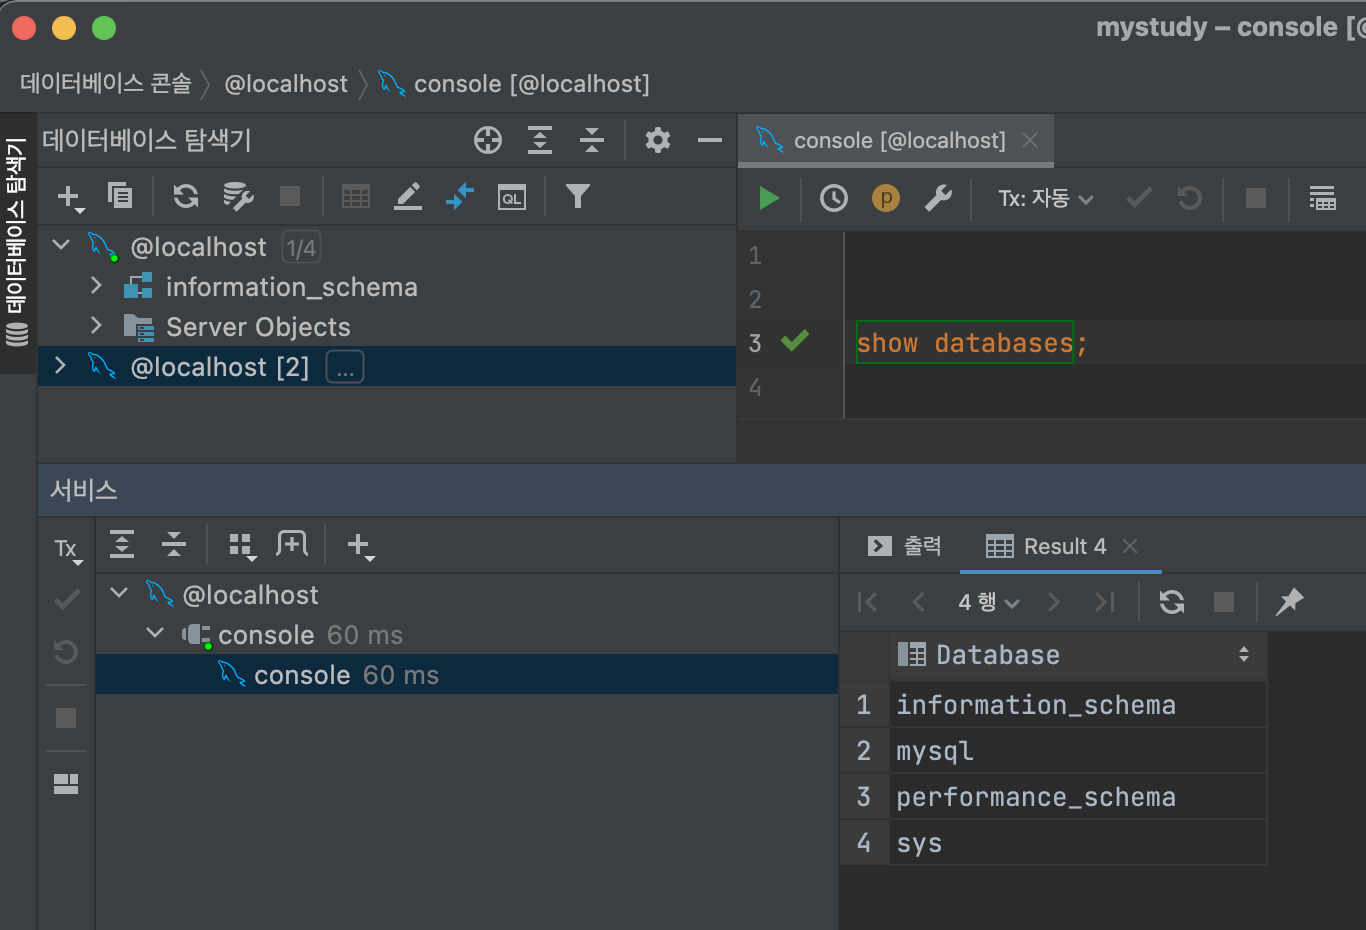 mystudy – console [@
데이터베이스 콘솔 @localhost console [@localhost]
데이터베이스 탐색기
데이터베이스 탐색기
console [@localhost]
QL
p
Tx: 자동
@localhost 1/4
information_schema
Server Objects
@localhost [2] ...
1
2
3 show databases;
4
서비스
Tx
@localhost
console 60 ms
console 60 ms
출력 Result 4
4 행
Database
1 information_schema
2 mysql
3 performance_schema
4 sys